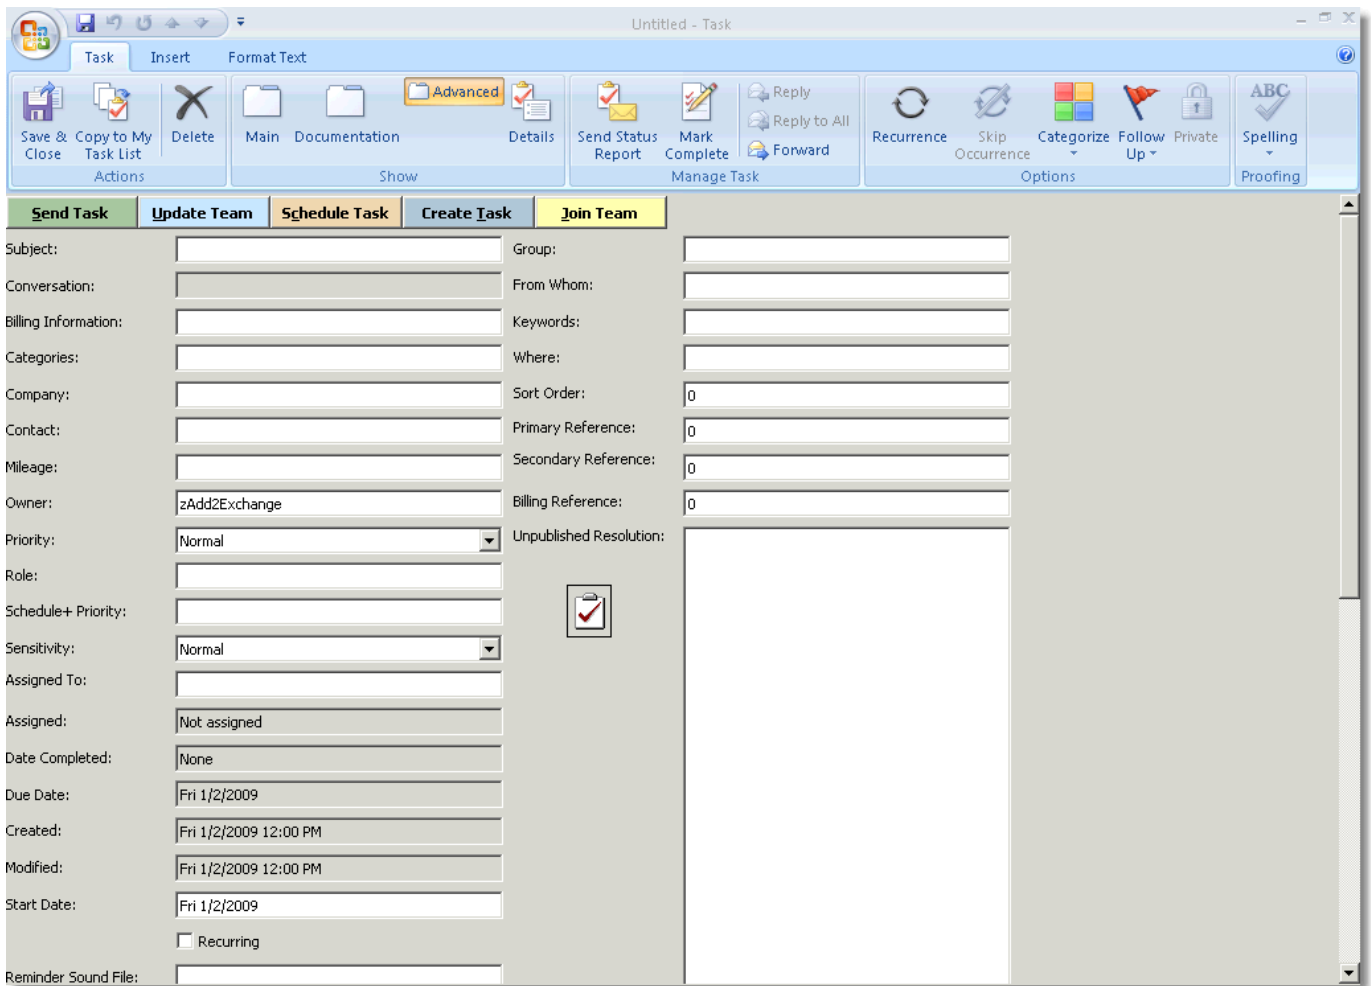 Untitled - Task
Task Insert Format Text
Save & Close
Copy to My Task List
Delete
Actions
Main
Documentation
Advanced
Details
Show
Send Status Report
Mark Complete
Reply
Reply to All
Forward
Manage Task
Recurrence
Skip Occurrence
Categorize
Follow Up
Private
Options
ABC
Spelling
Proofing
Send Task Update Team Schedule Task Create Task Join Team
Subject:
Conversation:
Billing Information:
Categories:
Company:
Contact:
Mileage:
Owner: zAdd2Exchange
Priority: Normal
Role:
Schedule+ Priority:
Sensitivity: Normal
Assigned To:
Assigned: Not assigned
Date Completed: None
Due Date: Fri 1/2/2009
Created: Fri 1/2/2009 12:00 PM
Modified: Fri 1/2/2009 12:00 PM
Start Date: Fri 1/2/2009
Recurring
Reminder Sound File:
Group:
From Whom:
Keywords:
Where:
Sort Order: 0
Primary Reference: 0
Secondary Reference: 0
Billing Reference: 0
Unpublished Resolution: